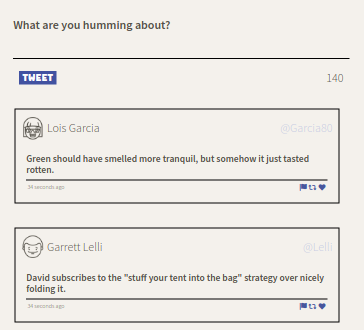 What are you humming about?
TWEET 140
Lois Garcia @Garcia80
Green should have smelled more tranquil, but somehow it just tasted
rotten.
34 seconds ago
Garrett Lelli @Lelli
David subscribes to the "stuff your tent into the bag" strategy over nicely
folding it.
34 seconds ago